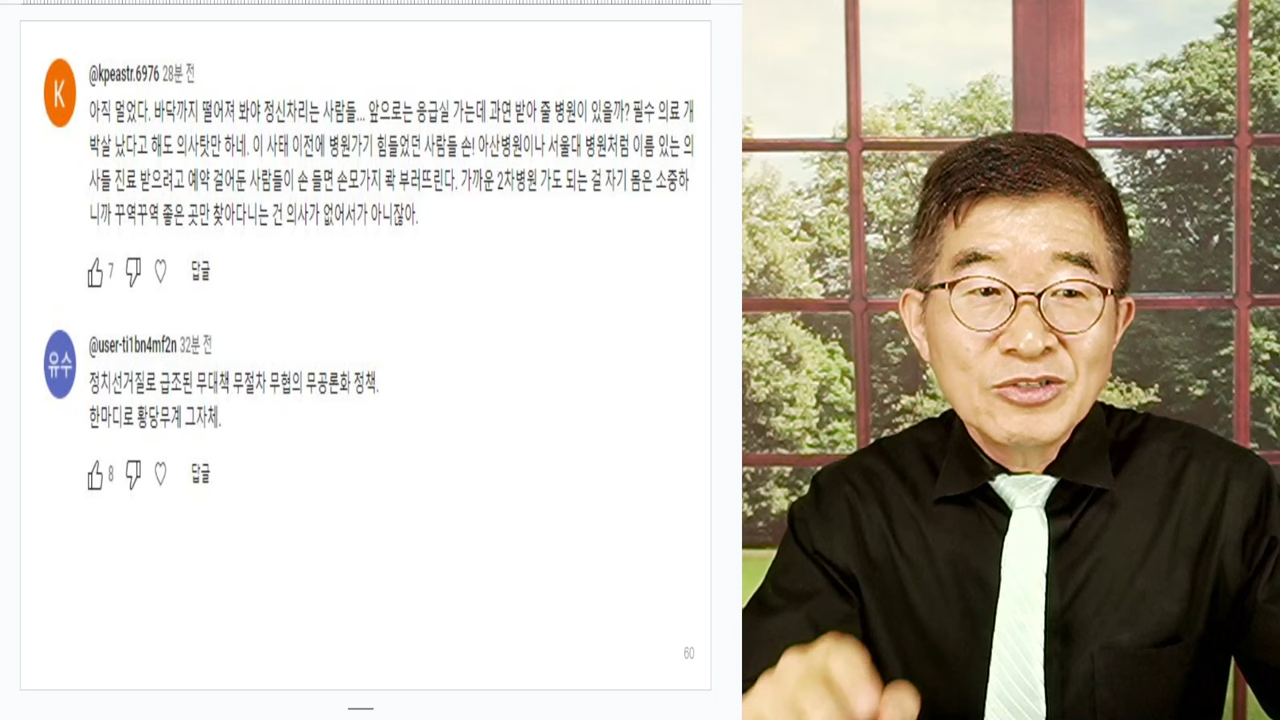 @kpeastr.6976 28분 전
아직 멀었다. 바닥까지 떨어져 봐야 정신차리는 사람들... 앞으로는 응급실 가는데 과연 받아 줄 병원이 있을까? 필수 의료 개
박살 났다고 해도 의사탓만 하네. 이 사태 이전에 병원가기 힘들었던 사람들 손! 아산병원이나 서울대 병원처럼 이름 있는 의
사들 진료 받으려고 예약 걸어둔 사람들이 손 들면 손모가지 콱 부러뜨린다. 가까운 2차병원 가도 되는 걸 자기 몸은 소중하
니까 꾸역꾸역 좋은 곳만 찾아다니는 건 의사가 없어서가 아니잖아.
7 답글
K
@user-ti1bn4mf2n 32분 전
유수
정치선거질로 급조된 무대책 무절차 무협의 무공론화 정책.
한마디로 황당무계 그자체.
8 답글
60